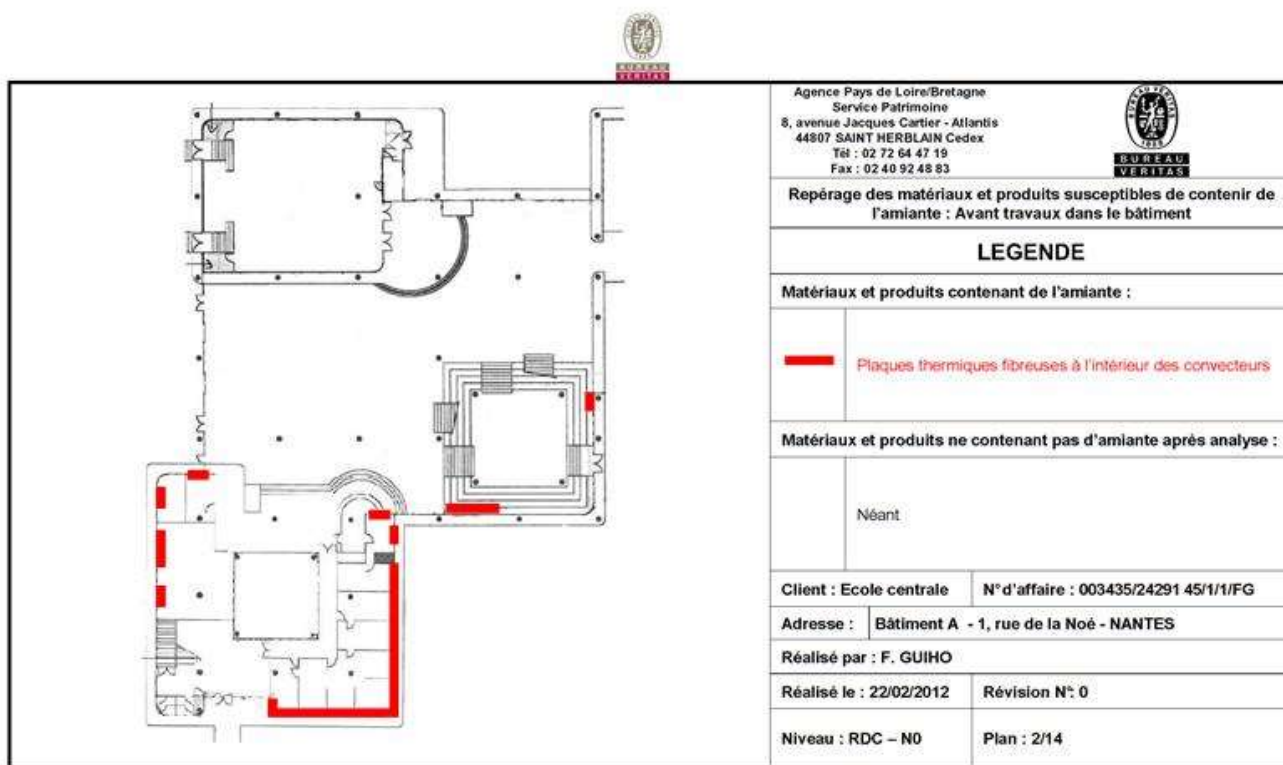 BUREAU
VERITAS
Agence Pays de Loire/Bretagne
Service Patrimoine
8, avenue Jacques Cartier - Atlantis
44807 SAINT HERBLAIN Cedex
Tél : 02 72 64 47 19
Fax : 02 40 92 48 83
BUREAU VERITAS
1828
BUREAU
VERITAS
Repérage des matériaux et produits susceptibles de contenir de
l'amiante : Avant travaux dans le bâtiment
LEGENDE
Matériaux et produits contenant de l'amiante :
Plaques thermiques fibreuses à l'intérieur des convecteurs
Matériaux et produits ne contenant pas d'amiante après analyse :
Néant
Client : Ecole centrale N°d'affaire : 003435/24291 45/1/1/FG
Adresse : Bâtiment A - 1, rue de la Noé - NANTES
Réalisé par : F. GUIHO
Réalisé le : 22/02/2012 Révision N°: 0
Niveau : RDC – N0 Plan : 2/14